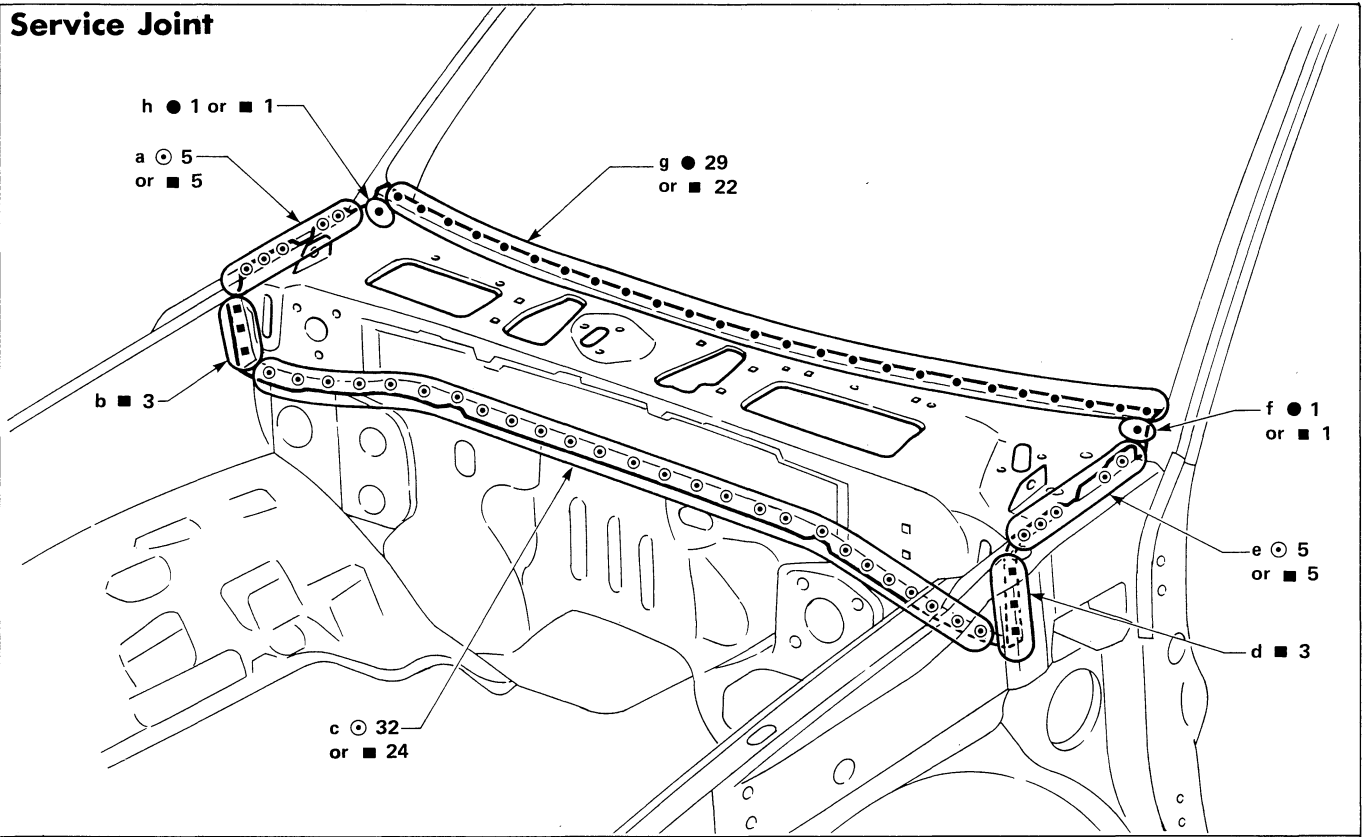 Service Joint
h ● 1 or ■ 1
a ⊙ 5
or ■ 5
g ● 29
or ■ 22
b ■ 3
f ● 1
or ■ 1
e ⊙ 5
or ■ 5
d ■ 3
c ⊙ 32
or ■ 24